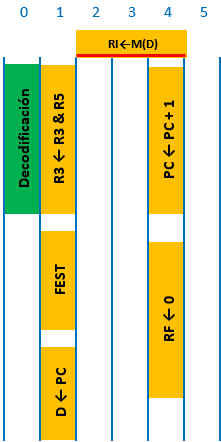 0 1 2 3 4 5
RI ← M(D)
Decodificación
R3 ← R3 & R5
PC ← PC + 1
FEST
RF ← 0
D ← PC